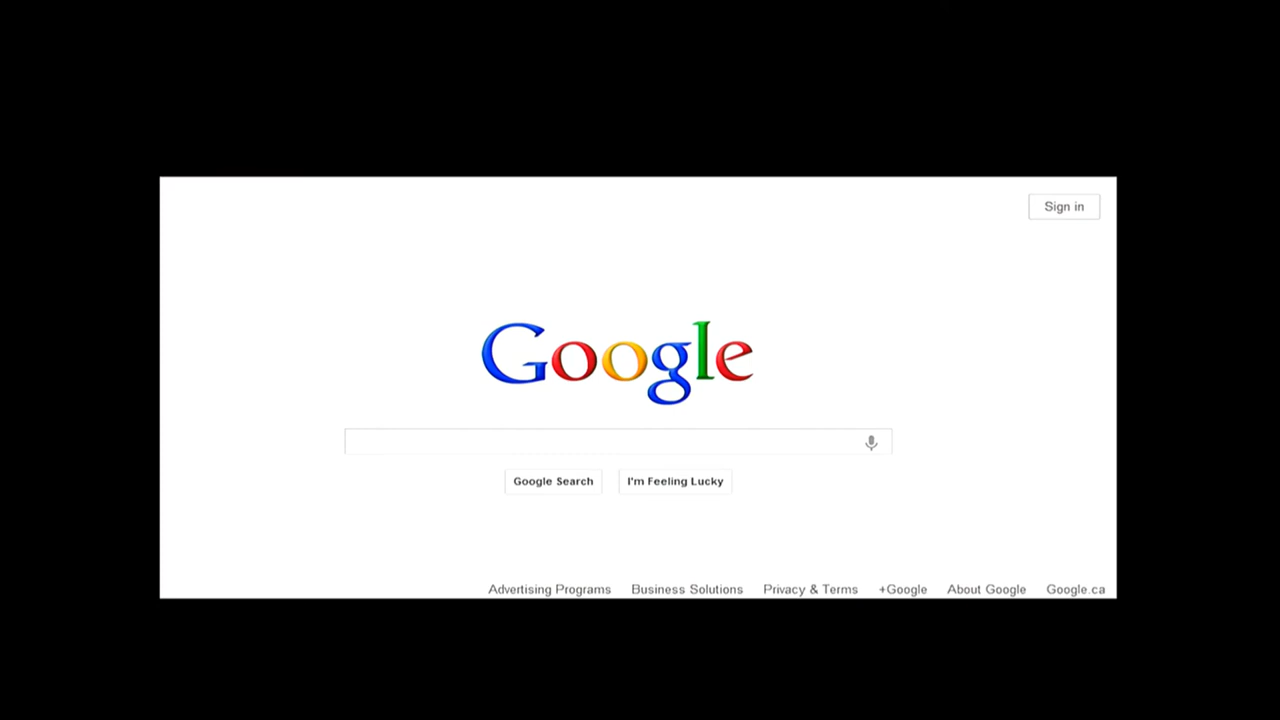 Sign in
Google
Google Search I'm Feeling Lucky
Advertising Programs Business Solutions Privacy & Terms +Google About Google Google.ca